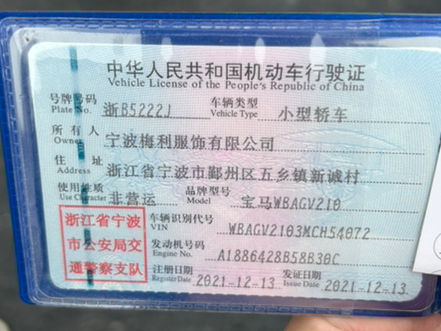 中华人民共和国机动车行驶证
Vehicle License of the People's Republic of China
号牌号码 Plate No. 浙B5222J 车辆类型 Vehicle Type 小型轿车
所有人 Owner 宁波梅利服饰有限公司
住址 Address 浙江省宁波市鄞州区五乡镇新诚村
使用性质 Use Character 非营运 品牌型号 Model 宝马WBAGV210
车辆识别代号 VIN WBAGV2103MCH54072
发动机号码 Engine No. A1886428B58B30C
注册日期 Register Date 2021-12-13 发证日期 Issue Date 2021-12-13
浙江省宁波
市公安局交
通警察支队